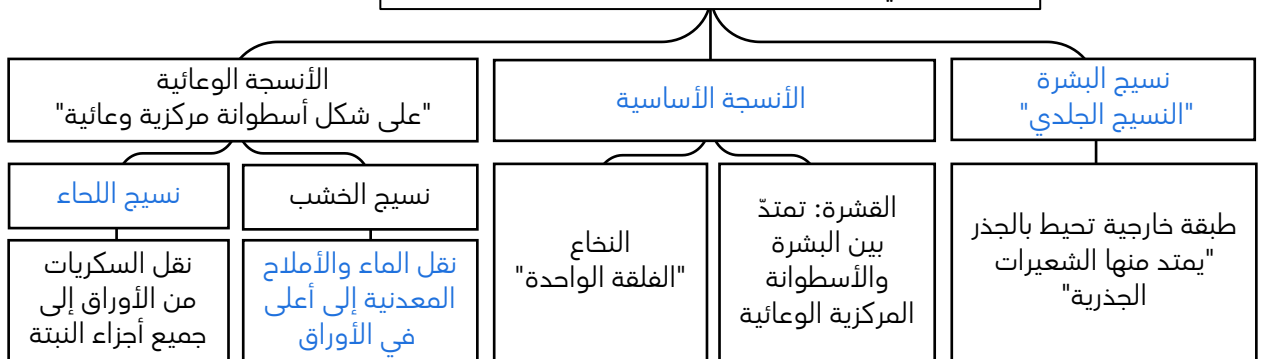 نسيج البشرة
"النسيج الجلدي"
الأنسجة الأساسية
الأنسجة الوعائية
"على شكل أسطوانة مركزية وعائية"
طبقة خارجية تحيط بالجذر
"يمتد منها الشعيرات
الجذرية"
القشرة: تمتدّ
بين البشرة
والأسطوانة
المركزية الوعائية
النخاع
"الفلقة الواحدة"
نسيج الخشب
نسيج اللحاء
نقل الماء والأملاح
المعدنية إلى أعلى
في الأوراق
نقل السكريات
من الأوراق إلى
جميع أجزاء النبتة